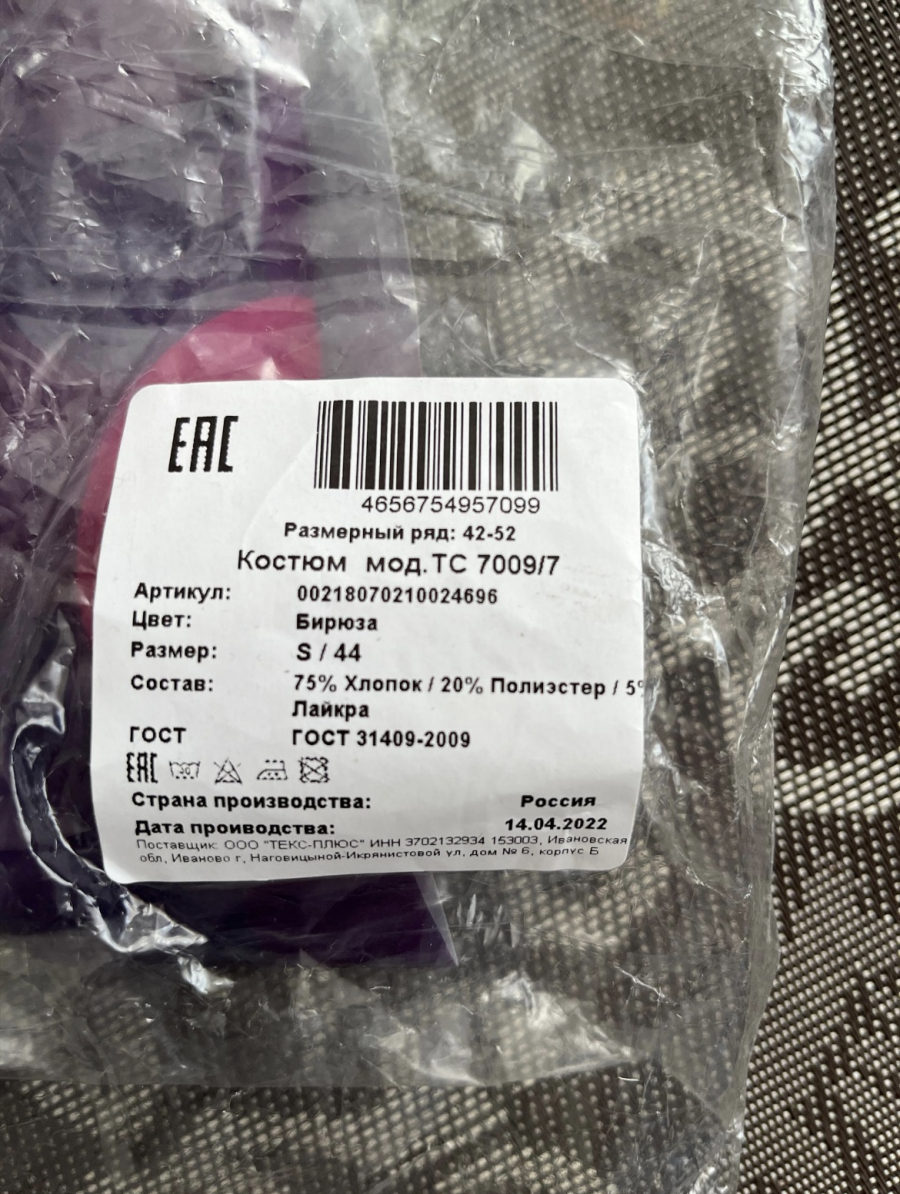 EAC
4656754957099
Размерный ряд: 42-52
Костюм мод.ТС 7009/7
Артикул: 00218070210024696
Цвет: Бирюза
Размер: S / 44
Состав: 75% Хлопок / 20% Полиэстер / 5%
Лайкра
ГОСТ ГОСТ 31409-2009
EAC
Страна производства: Россия
Дата проиводства: 14.04.2022
Поставщик: ООО "ТЕКС-ПЛЮС" ИНН 3702132934 153003, Ивановская
обл, Иваново г, Наговицыной-Икрянистовой ул, дом № 6, корпус Б